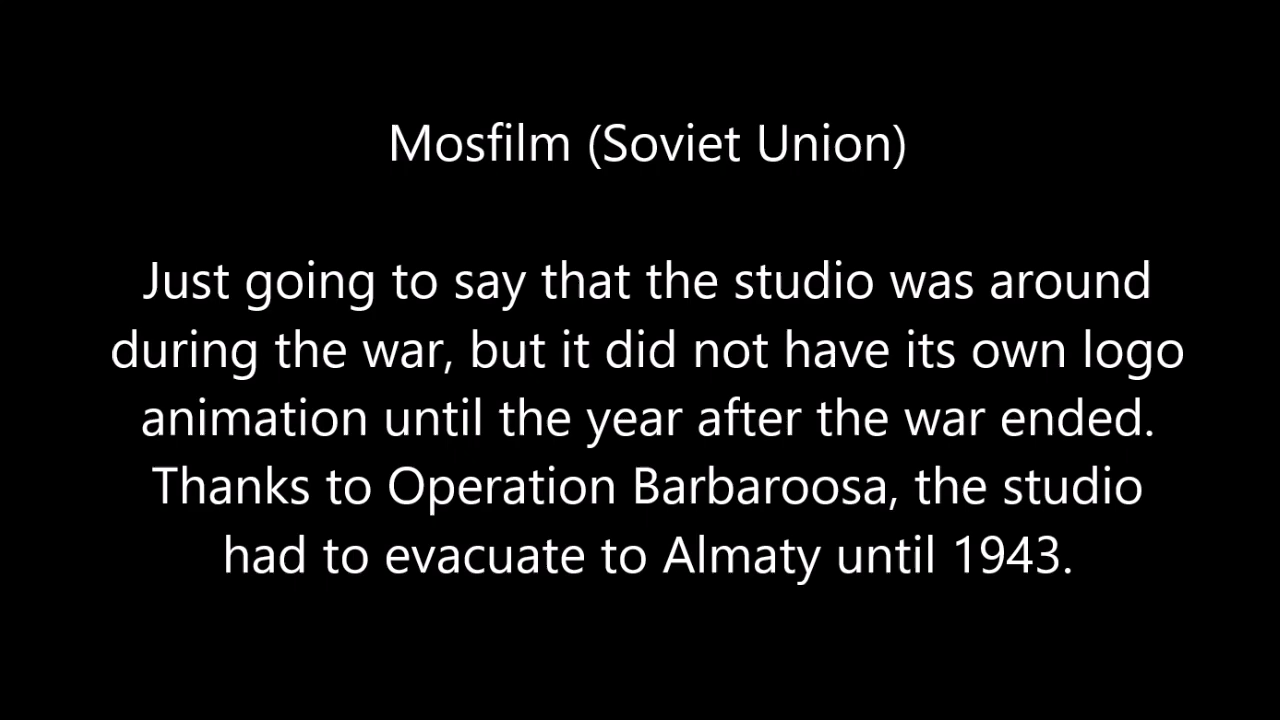 Mosfilm (Soviet Union)
Just going to say that the studio was around
during the war, but it did not have its own logo
animation until the year after the war ended.
Thanks to Operation Barbaroosa, the studio
had to evacuate to Almaty until 1943.